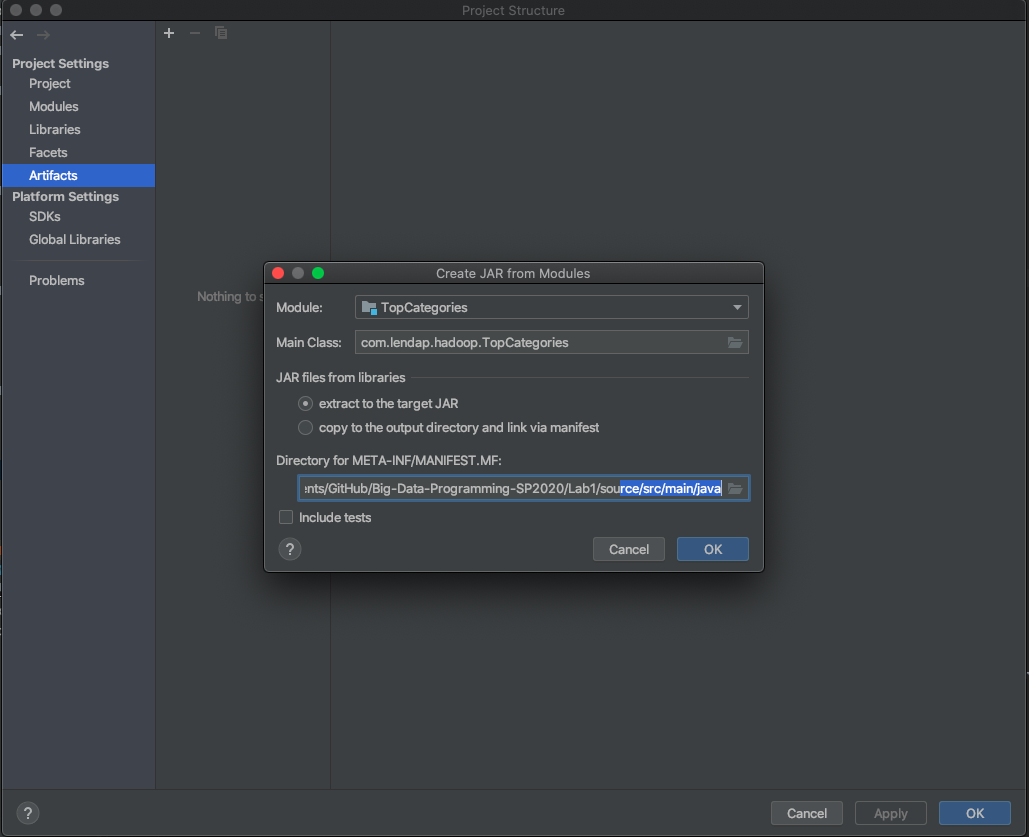 Project Structure
Project Settings
Project
Modules
Libraries
Facets
Artifacts
Platform Settings
SDKs
Global Libraries
Problems
Nothing to
Create JAR from Modules
Module: TopCategories
Main Class: com.lendap.hadoop.TopCategories
JAR files from libraries
extract to the target JAR
copy to the output directory and link via manifest
Directory for META-INF/MANIFEST.MF:
ents/GitHub/Big-Data-Programming-SP2020/Lab1/source/src/main/java
Include tests
? Cancel OK
? Cancel Apply OK